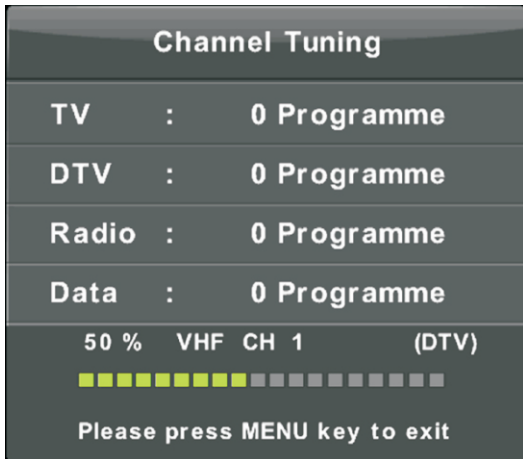 Channel Tuning
TV : 0 Programme
DTV : 0 Programme
Radio : 0 Programme
Data : 0 Programme
50 % VHF CH 1 (DTV)
Please press MENU key to exit